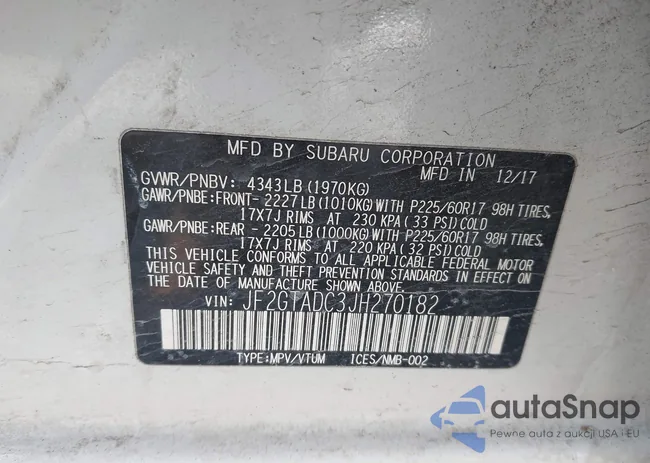 MFD BY SUBARU CORPORATION
MFD IN 12/17
GVWR/PNBV: 4343LB (1970KG)
GAWR/PNBE:FRONT- 2227LB(1010KG)WITH P225/60R17 98H TIRES,
17X7J RIMS AT 230 KPA(33 PSI)COLD
GAWR/PNBE:REAR - 2205LB(1000KG)WITH P225/60R17 98H TIRES,
17X7J RIMS AT 220 KPA(32 PSI)COLD
THIS VEHICLE CONFORMS TO ALL APPLICABLE FEDERAL MOTOR
VEHICLE SAFETY AND THEFT PREVENTION STANDARDS IN EFFECT ON
THE DATE OF MANUFACTURE SHOWN ABOVE.
VIN: JF2GTADC3JH270182
TYPE:MPV/VTUM ICES/NMB-002
autaSnap
Pewne auta z aukcji USA i EU